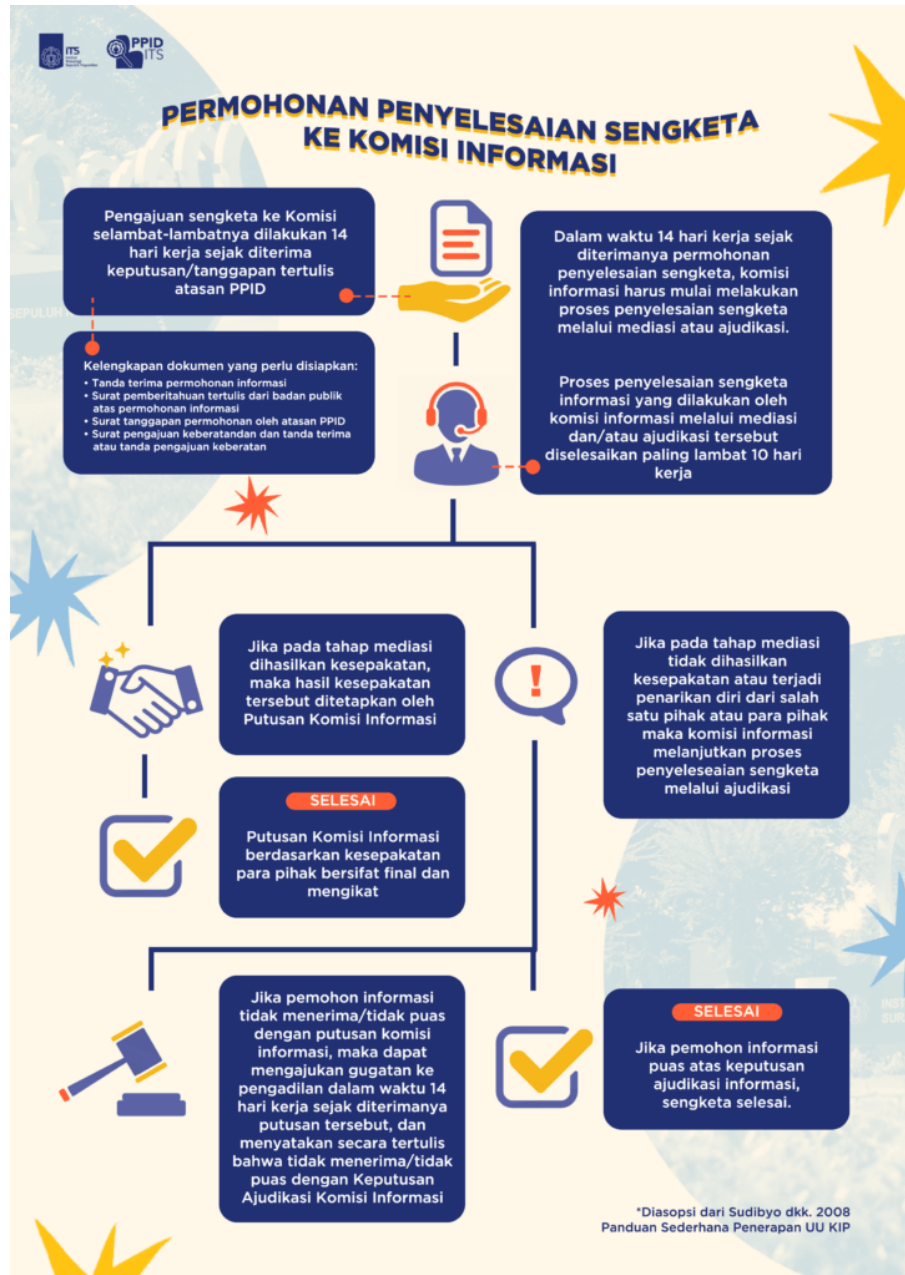 ITS
Institut
Teknologi
Sepuluh Nopember
PPID
ITS
PERMOHONAN PENYELESAIAN SENGKETA
KE KOMISI INFORMASI
Pengajuan sengketa ke Komisi
selambat-lambatnya dilakukan 14
hari kerja sejak diterima
keputusan/tanggapan tertulis
atasan PPID
Kelengkapan dokumen yang perlu disiapkan:
• Tanda terima permohonan informasi
• Surat pemberitahuan tertulis dari badan publik
atas permohonan informasi
• Surat tanggapan permohonan oleh atasan PPID
• Surat pengajuan keberatandan dan tanda terima
atau tanda pengajuan keberatan
Dalam waktu 14 hari kerja sejak
diterimanya permohonan
penyelesaian sengketa, komisi
informasi harus mulai melakukan
proses penyelesaian sengketa
melalui mediasi atau ajudikasi.
Proses penyelesaian sengketa
informasi yang dilakukan oleh
komisi informasi melalui mediasi
dan/atau ajudikasi tersebut
diselesaikan paling lambat 10 hari
kerja
Jika pada tahap mediasi
dihasilkan kesepakatan,
maka hasil kesepakatan
tersebut ditetapkan oleh
Putusan Komisi Informasi
SELESAI
Putusan Komisi Informasi
berdasarkan kesepakatan
para pihak bersifat final dan
mengikat
Jika pada tahap mediasi
tidak dihasilkan
kesepakatan atau terjadi
penarikan diri dari salah
satu pihak atau para pihak
maka komisi informasi
melanjutkan proses
penyeleseaian sengketa
melalui ajudikasi
Jika pemohon informasi
tidak menerima/tidak puas
dengan putusan komisi
informasi, maka dapat
mengajukan gugatan ke
pengadilan dalam waktu 14
hari kerja sejak diterimanya
putusan tersebut, dan
menyatakan secara tertulis
bahwa tidak menerima/tidak
puas dengan Keputusan
Ajudikasi Komisi Informasi
SELESAI
Jika pemohon informasi
puas atas keputusan
ajudikasi informasi,
sengketa selesai.
*Diasopsi dari Sudibyo dkk. 2008
Panduan Sederhana Penerapan UU KIP